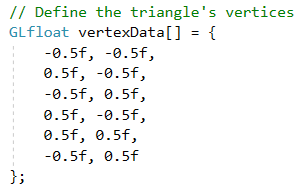 // Define the triangle's vertices
GLfloat vertexData[] = {
-0.5f, -0.5f,
0.5f, -0.5f,
-0.5f, 0.5f,
0.5f, -0.5f,
0.5f, 0.5f,
-0.5f, 0.5f
};